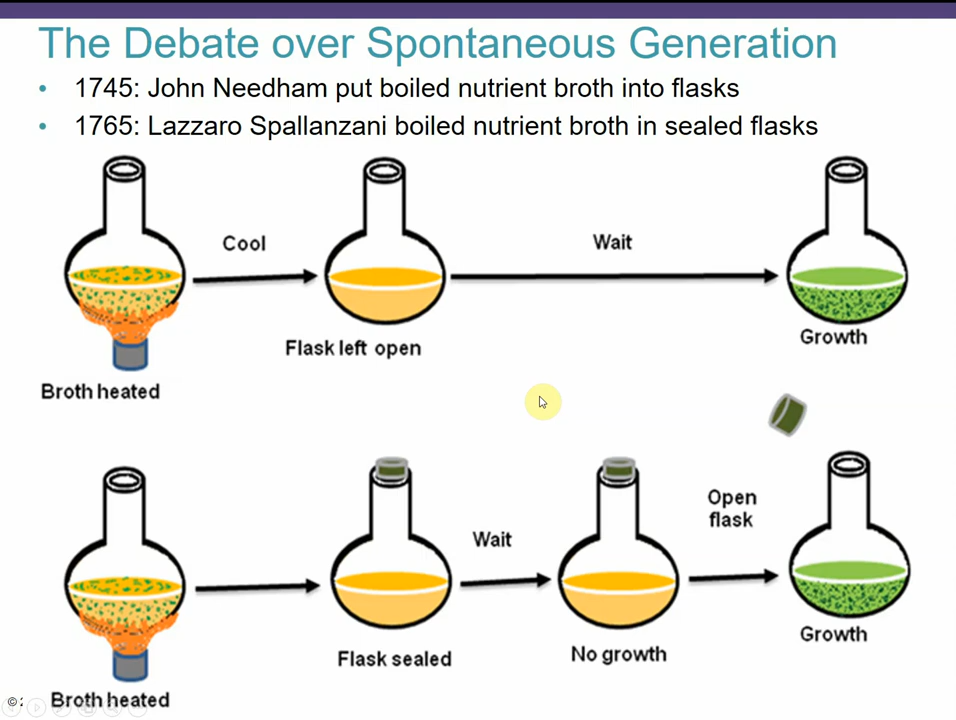 The Debate over Spontaneous Generation
• 1745: John Needham put boiled nutrient broth into flasks
• 1765: Lazzaro Spallanzani boiled nutrient broth in sealed flasks
Cool
Wait
Flask left open
Growth
Broth heated
Open
flask
Wait
Flask sealed
No growth
Growth
Broth heated
©